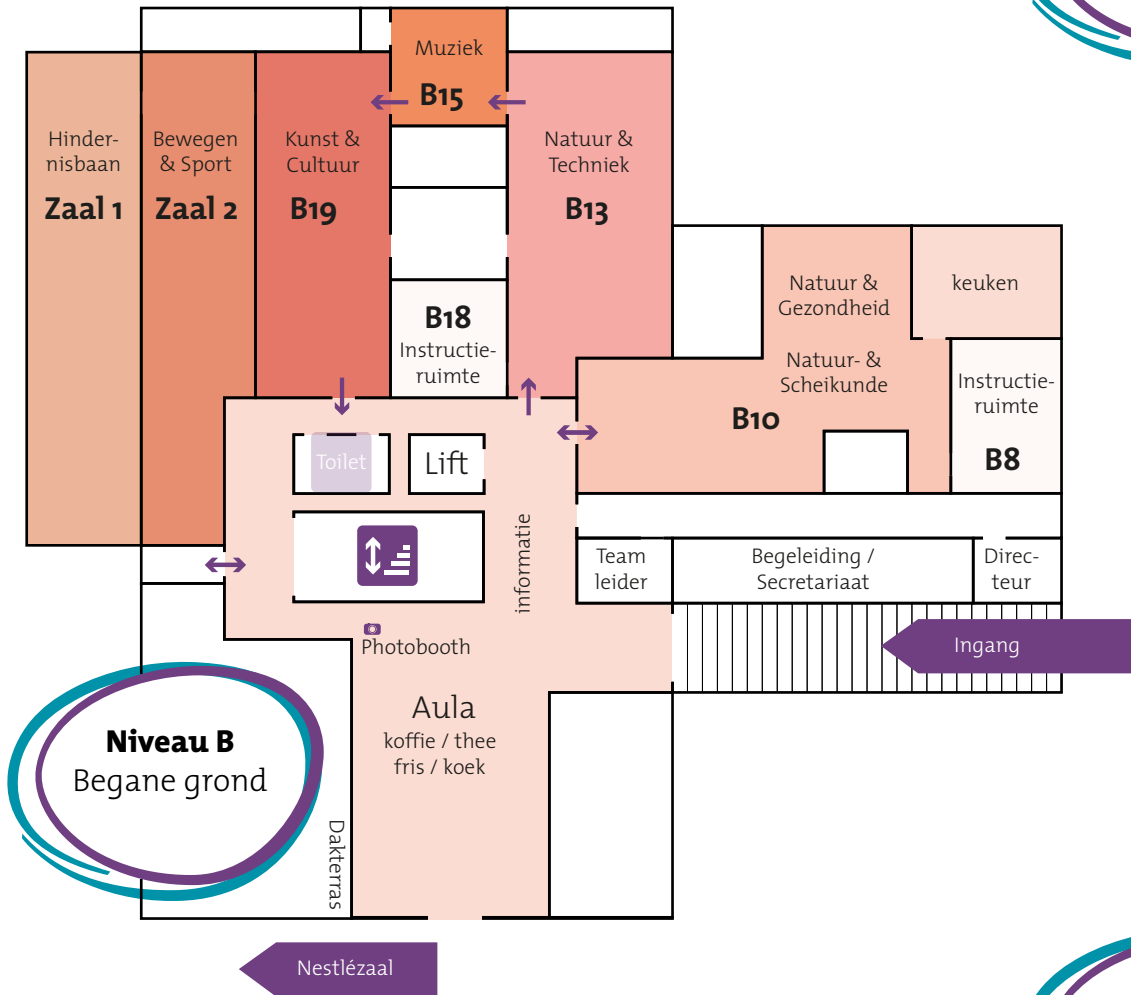 Muziek
B15
Hinder-
nisbaan
Zaal 1
Bewegen
& Sport
Zaal 2
Kunst &
Cultuur
B19
Natuur &
Techniek
B13
B18
Instructie-
ruimte
Natuur &
Gezondheid
keuken
Natuur- &
Scheikunde
B10
Instructie-
ruimte
B8
Toilet
Lift
informatie
Team
leider
Begeleiding /
Secretariaat
Direc-
teur
Ingang
Photobooth
Aula
koffie / thee
fris / koek
Niveau B
Begane grond
Dakterras
Nestlézaal